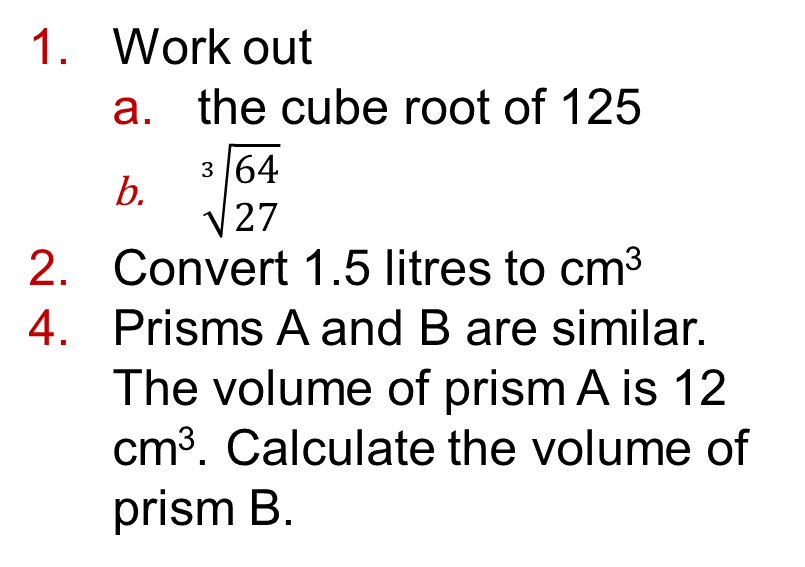 1. Work out
a. the cube root of 125
b. ∛64
27
2. Convert 1.5 litres to cm³
4. Prisms A and B are similar.
The volume of prism A is 12
cm³. Calculate the volume of
prism B.